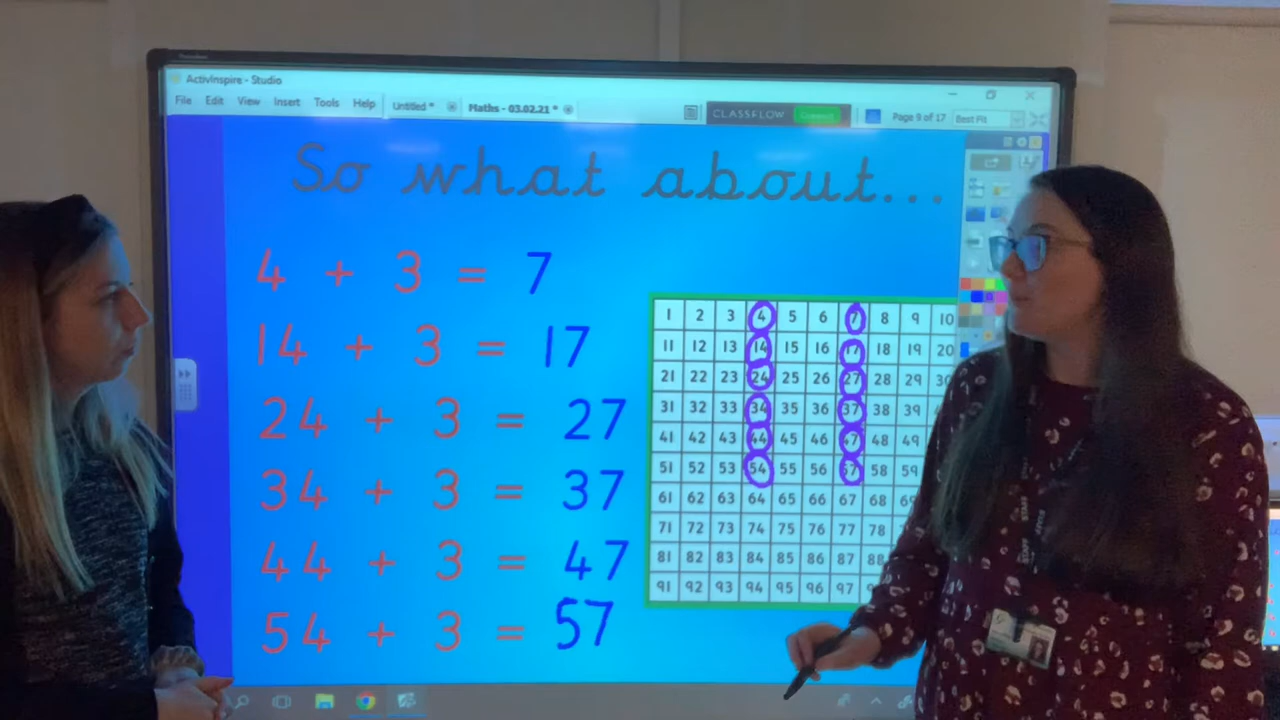 ActivInspire - Studio
File Edit View Insert Tools Help Untitled * Maths - 03.02.21 * CLASSFLOW Connect Page 9 of 17 Best Fit
So what about...
4 + 3 = 7
14 + 3 = 17
24 + 3 = 27
34 + 3 = 37
44 + 3 = 47
54 + 3 = 57
1 2 3 4 5 6 7 8 9 10
11 12 13 14 15 16 17 18 19 20
21 22 23 24 25 26 27 28 29
31 32 33 34 35 36 37 38 39
41 42 43 44 45 46 47 48 49
51 52 53 54 55 56 57 58 59
61 62 63 64 65 66 67 68
71 72 73 74 75 76 77 78
81 82 83 84 85 86 87 88
91 92 93 94 95 96 97
STAFF
STAFF
STAFF